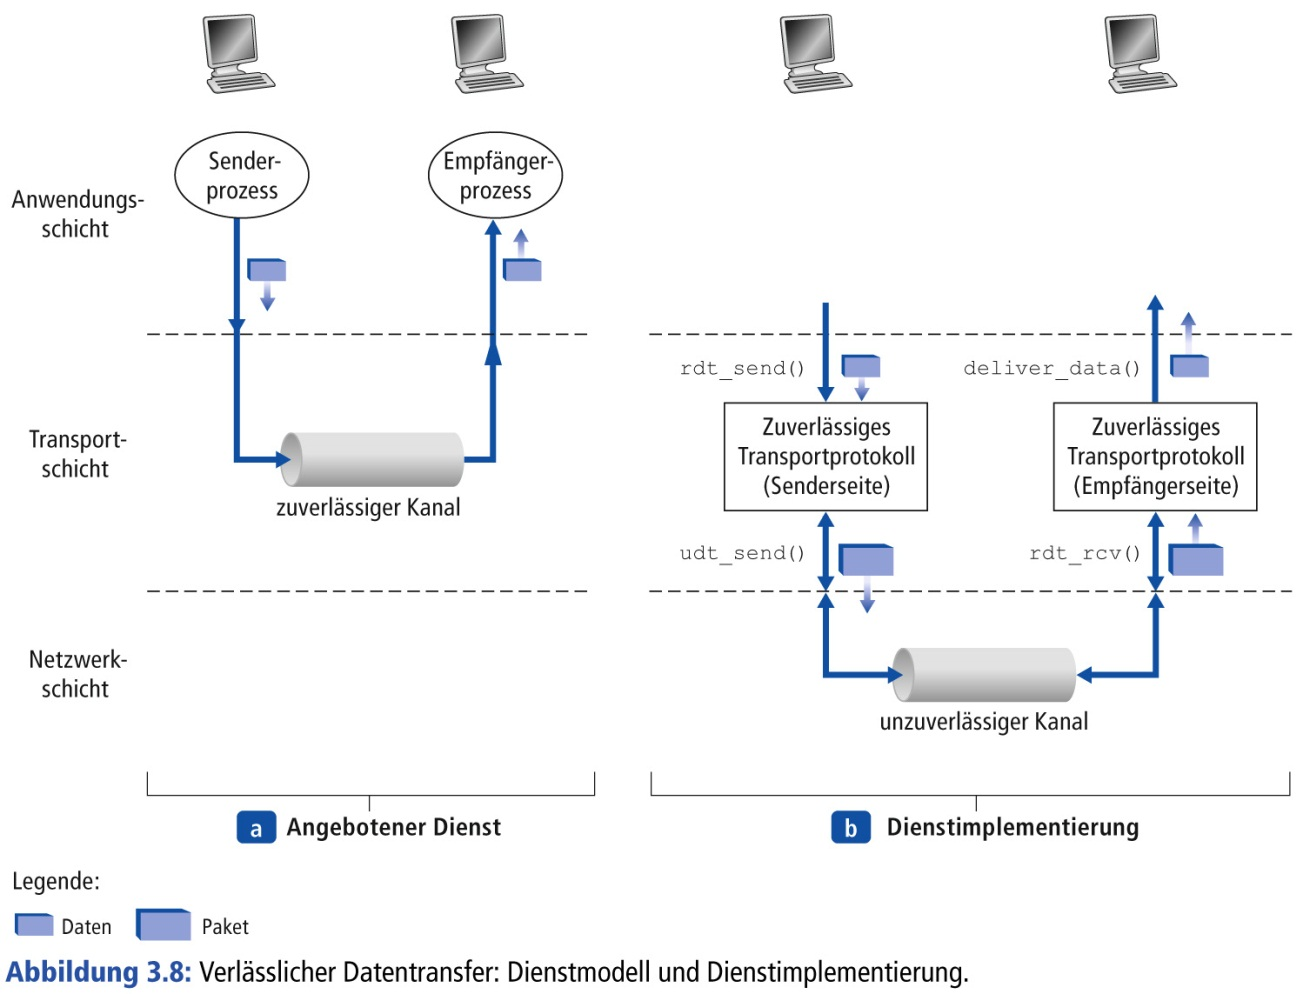 Sender-
prozess
Empfänger-
prozess
Anwendungs-
schicht
rdt_send()
deliver_data()
Transport-
schicht
zuverlässiger Kanal
Zuverlässiges
Transportprotokoll
(Senderseite)
Zuverlässiges
Transportprotokoll
(Empfängerseite)
udt_send()
rdt_rcv()
Netzwerk-
schicht
unzuverlässiger Kanal
a Angebotener Dienst
b Dienstimplementierung
Legende:
Daten
Paket
Abbildung 3.8: Verlässlicher Datentransfer: Dienstmodell und Dienstimplementierung.